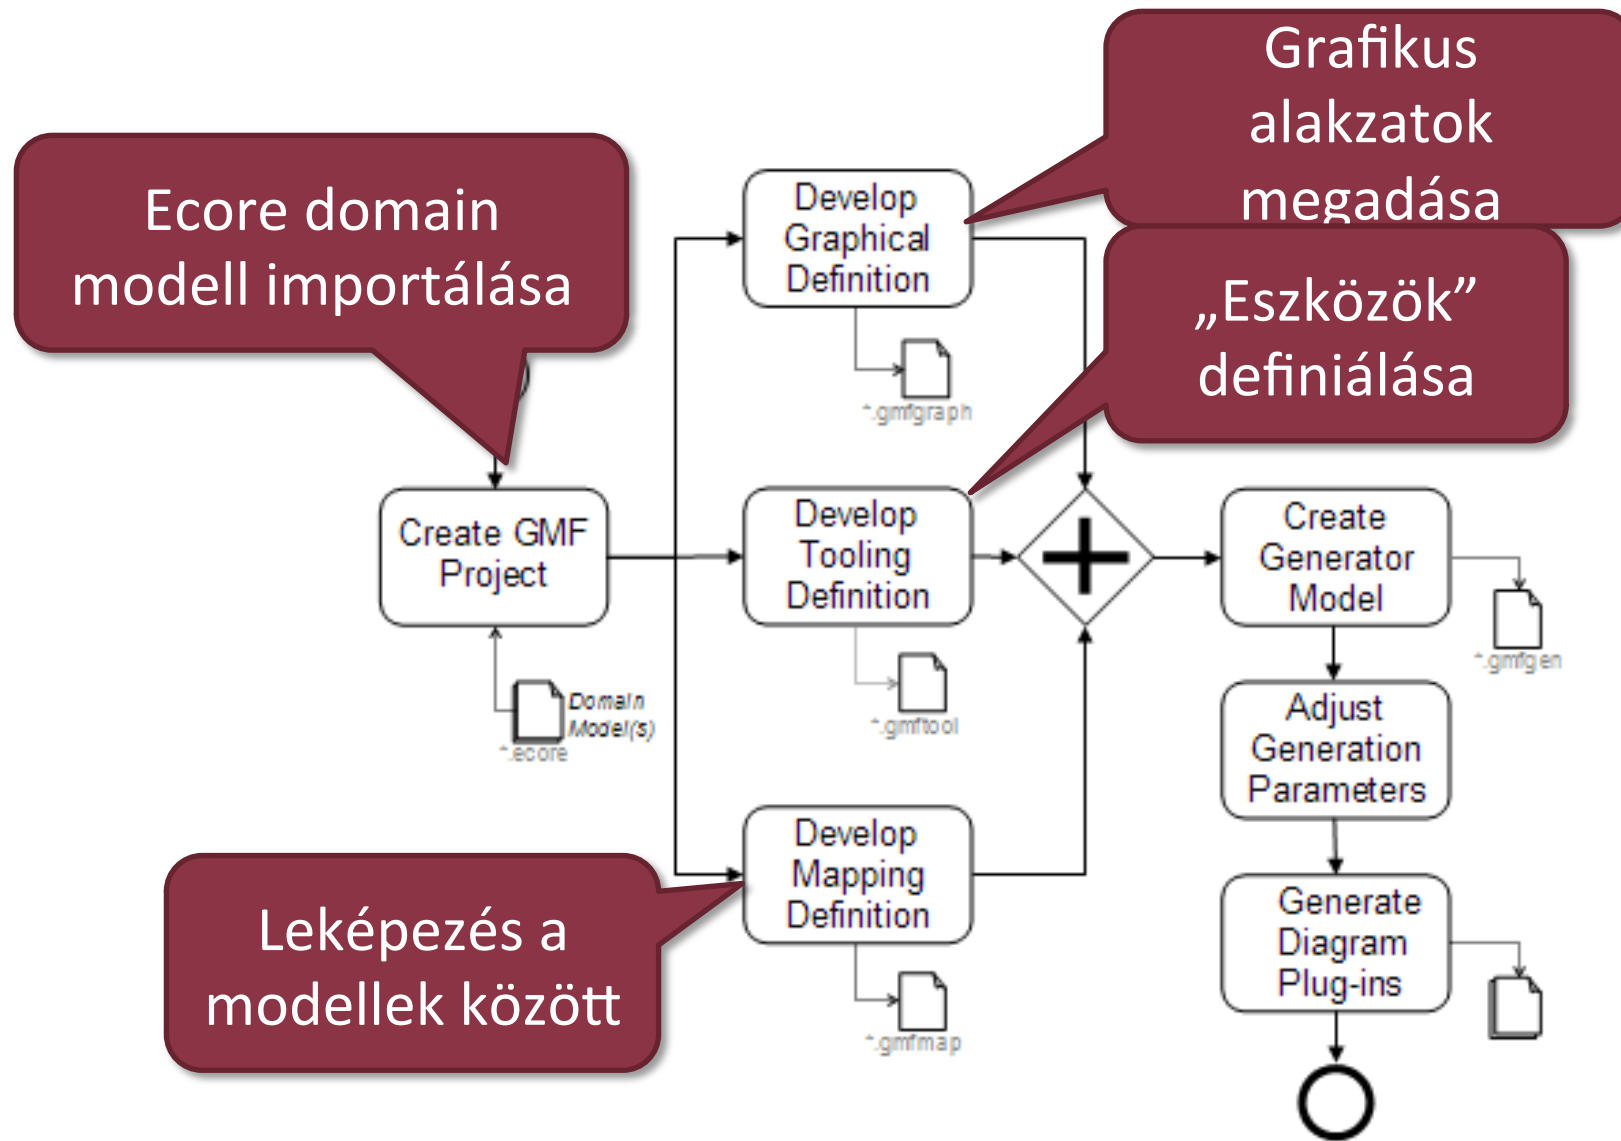 Grafikus
alakzatok
megadása
Ecore domain
modell importálása
Develop
Graphical
Definition
„Eszközök”
definiálása
*.gmfgraph
Create GMF
Project
Develop
Tooling
Definition
Create
Generator
Model
*.gmfgen
Domain
Model(s)
*.ecore
*.gmftool
Adjust
Generation
Parameters
Develop
Mapping
Definition
Leképezés a
modellek között
*.gmfmap
Generate
Diagram
Plug-ins